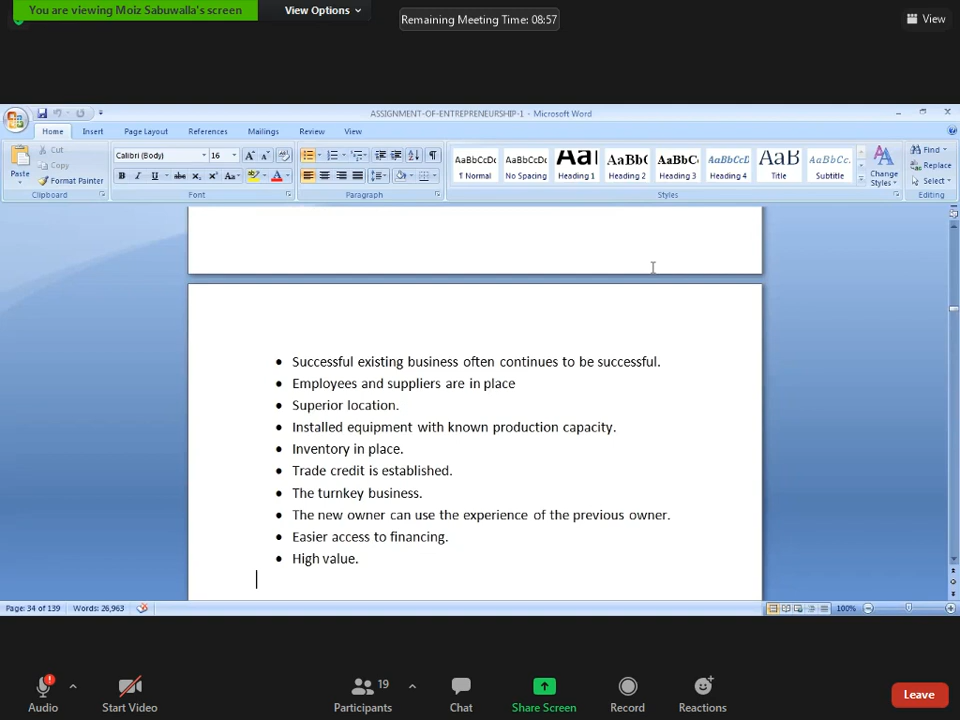 You are viewing Moiz Sabuwalla's screen
View Options
Remaining Meeting Time: 08:57
View
ASSIGNMENT-OF-ENTREPRENEURSHIP-1 - Microsoft Word
Home Insert Page Layout References Mailings Review View
Paste
Cut
Copy
Format Painter
Clipboard
Calibri (Body) 16
Font
Paragraph
AaBbCcDc AaBbCcDc AaBl AaBb( AaBbC( AaBbCcD AaBl AaBbCc.
¶ Normal No Spacing Heading 1 Heading 2 Heading 3 Heading 4 Title Subtitle
Styles
Change Styles
Find
Replace
Select
Editing
• Successful existing business often continues to be successful.
• Employees and suppliers are in place
• Superior location.
• Installed equipment with known production capacity.
• Inventory in place.
• Trade credit is established.
• The turnkey business.
• The new owner can use the experience of the previous owner.
• Easier access to financing.
• High value.
Page: 34 of 139 Words: 26,963
100%
Audio
Start Video
19
Participants
Chat
Share Screen
Record
Reactions
Leave